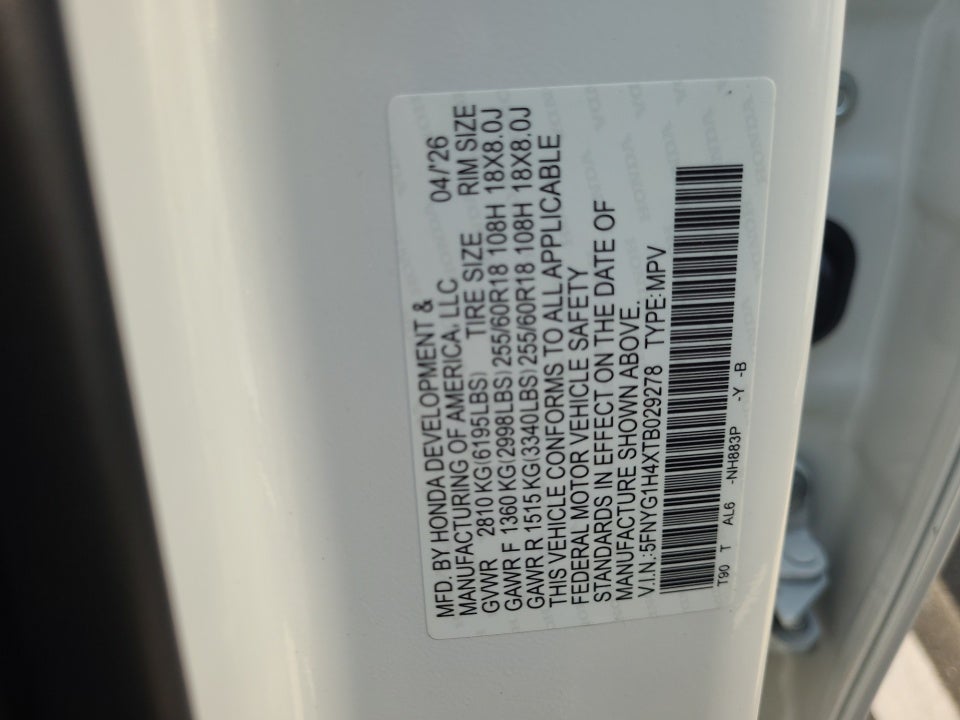 MFD. BY HONDA DEVELOPMENT &
MANUFACTURING OF AMERICA, LLC 04/'26
GVWR 2810 KG(6195LBS) TIRE SIZE RIM SIZE
GAWR F 1360 KG(2998LBS) 255/60R18 108H 18X8.0J
GAWR R 1515 KG(3340LBS) 255/60R18 108H 18X8.0J
THIS VEHICLE CONFORMS TO ALL APPLICABLE
FEDERAL MOTOR VEHICLE SAFETY
STANDARDS IN EFFECT ON THE DATE OF
MANUFACTURE SHOWN ABOVE.
V.I.N.:5FNYG1H4XTB029278 TYPE:MPV
T90 T AL6 -NH883P -Y -B